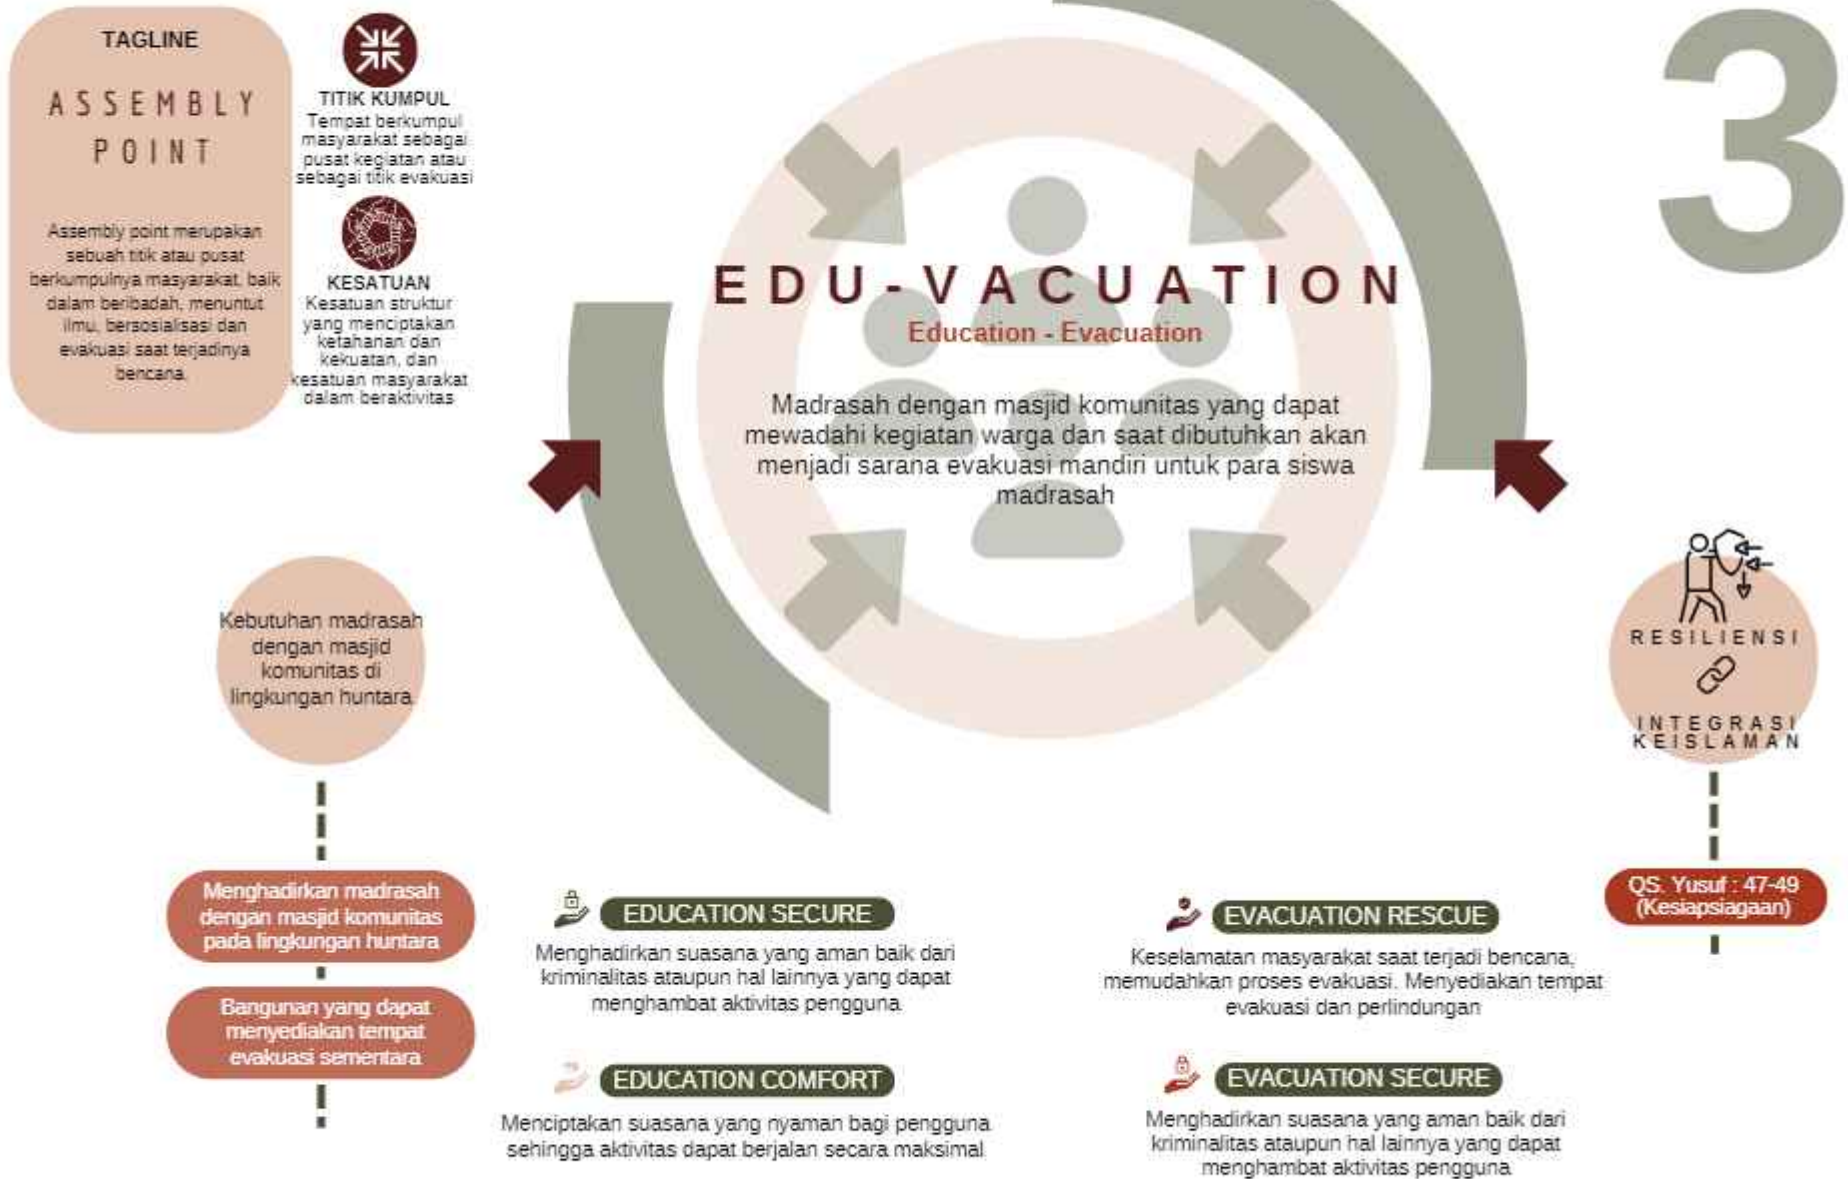 TAGLINE
ASSEMBLY
POINT
Assembly point merupakan
sebuah titik atau pusat
berkumpulnya masyarakat, baik
dalam beribadah, menuntut
ilmu, bersosialisasi dan
evakuasi saat terjadinya
bencana.
TITIK KUMPUL
Tempat berkumpul
masyarakat sebagai
pusat kegiatan atau
sebagai titik evakuasi
KESATUAN
Kesatuan struktur
yang menciptakan
ketahanan dan
kekuatan, dan
kesatuan masyarakat
dalam beraktivitas
3
EDU-VACUATION
Education - Evacuation
Madrasah dengan masjid komunitas yang dapat
mewadahi kegiatan warga dan saat dibutuhkan akan
menjadi sarana evakuasi mandiri untuk para siswa
madrasah
Kebutuhan madrasah
dengan masjid
komunitas di
lingkungan huntara.
Menghadirkan madrasah
dengan masjid komunitas
pada lingkungan huntara
Bangunan yang dapat
menyediakan tempat
evakuasi sementara
EDUCATION SECURE
Menghadirkan suasana yang aman baik dari
kriminalitas ataupun hal lainnya yang dapat
menghambat aktivitas pengguna.
EDUCATION COMFORT
Menciptakan suasana yang nyaman bagi pengguna
sehingga aktivitas dapat berjalan secara maksimal
EVACUATION RESCUE
Keselamatan masyarakat saat terjadi bencana,
memudahkan proses evakuasi. Menyediakan tempat
evakuasi dan perlindungan
EVACUATION SECURE
Menghadirkan suasana yang aman baik dari
kriminalitas ataupun hal lainnya yang dapat
menghambat aktivitas pengguna.
RESILIENSI
INTEGRASI
KEISLAMAN
QS. Yusuf : 47-49
(Kesiapsiagaan)